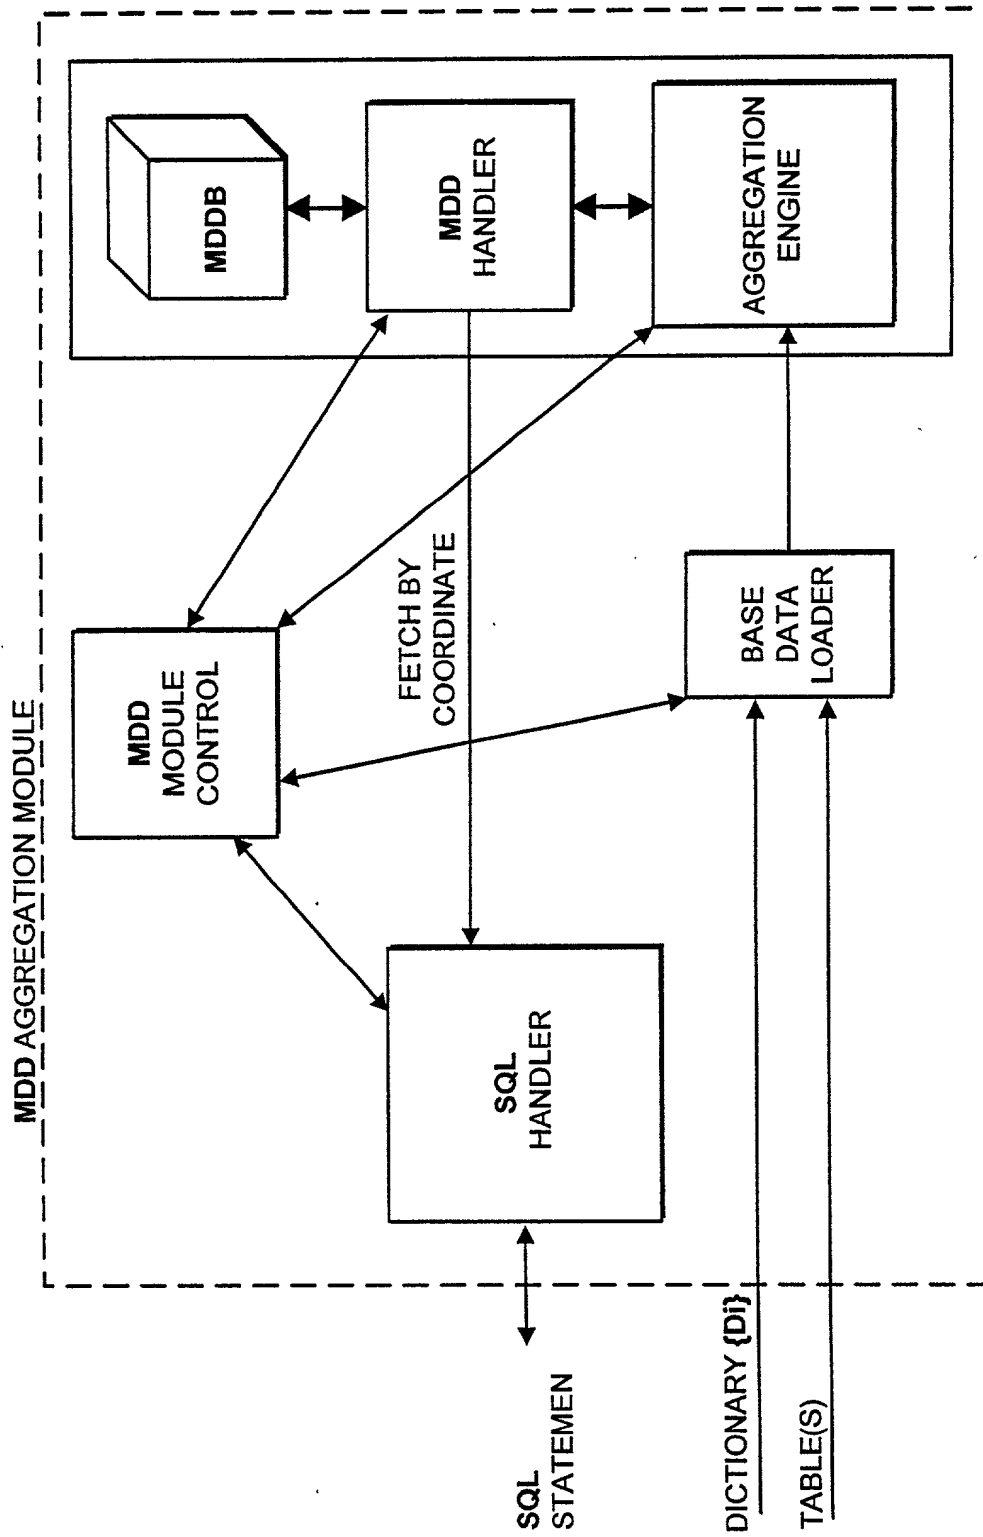 MDD AGGREGATION MODULE
MDD
MODULE
CONTROL
MDDB
SQL
STATEMEN
SQL
HANDLER
FETCH BY
COORDINATE
MDD
HANDLER
DICTIONARY {Di}
TABLE(S)
BASE
DATA
LOADER
AGGREGATION
ENGINE